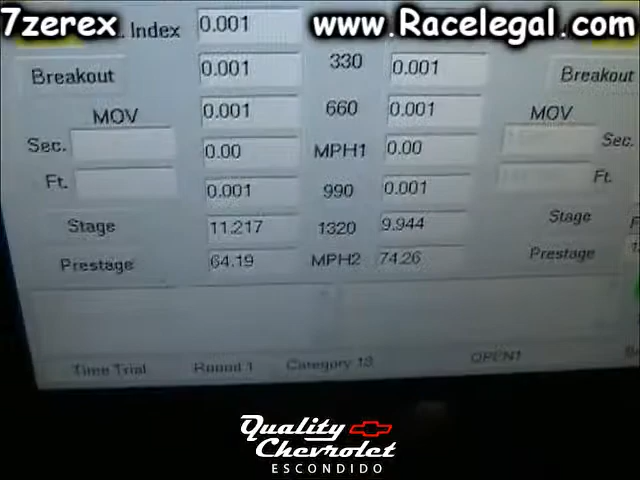 7zerex www.Racelegal.com
Index 0.001
Breakout 0.001 330 0.001 Breakout
MOV 0.001 660 0.001 MOV
Sec. 0.00 MPH1 0.00 Sec.
Ft. 0.001 990 0.001 Ft.
Stage 11.217 1320 9.944 Stage
Prestage 64.19 MPH2 74.26 Prestage
Time Trial Round 1 Category 13 OPEN1
Quality
Chevrolet
ESCONDIDO